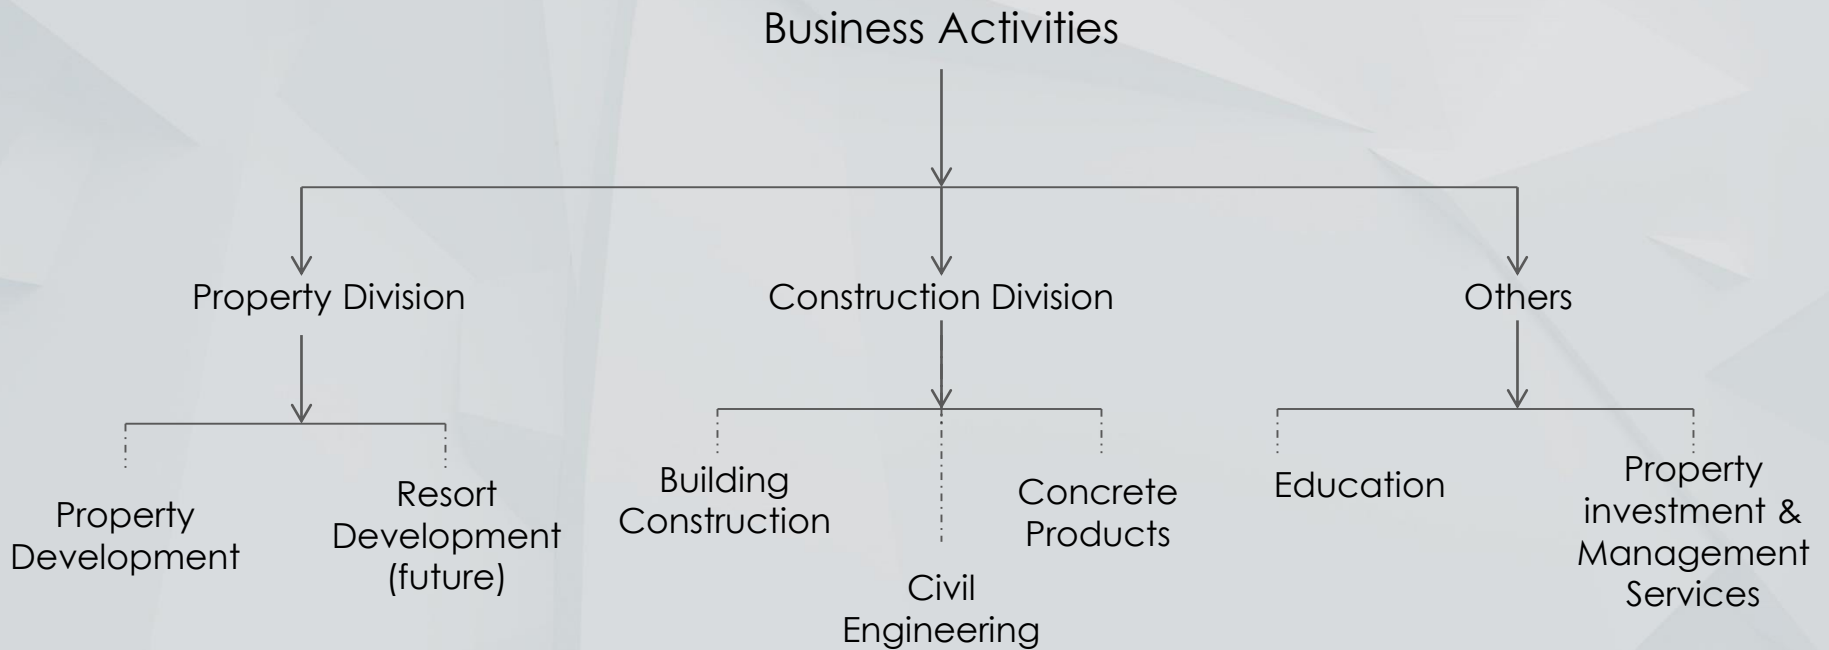 Business Activities
Property Division
Construction Division
Others
Property
Development
Resort
Development
(future)
Building
Construction
Civil
Engineering
Concrete
Products
Education
Property
investment &
Management
Services